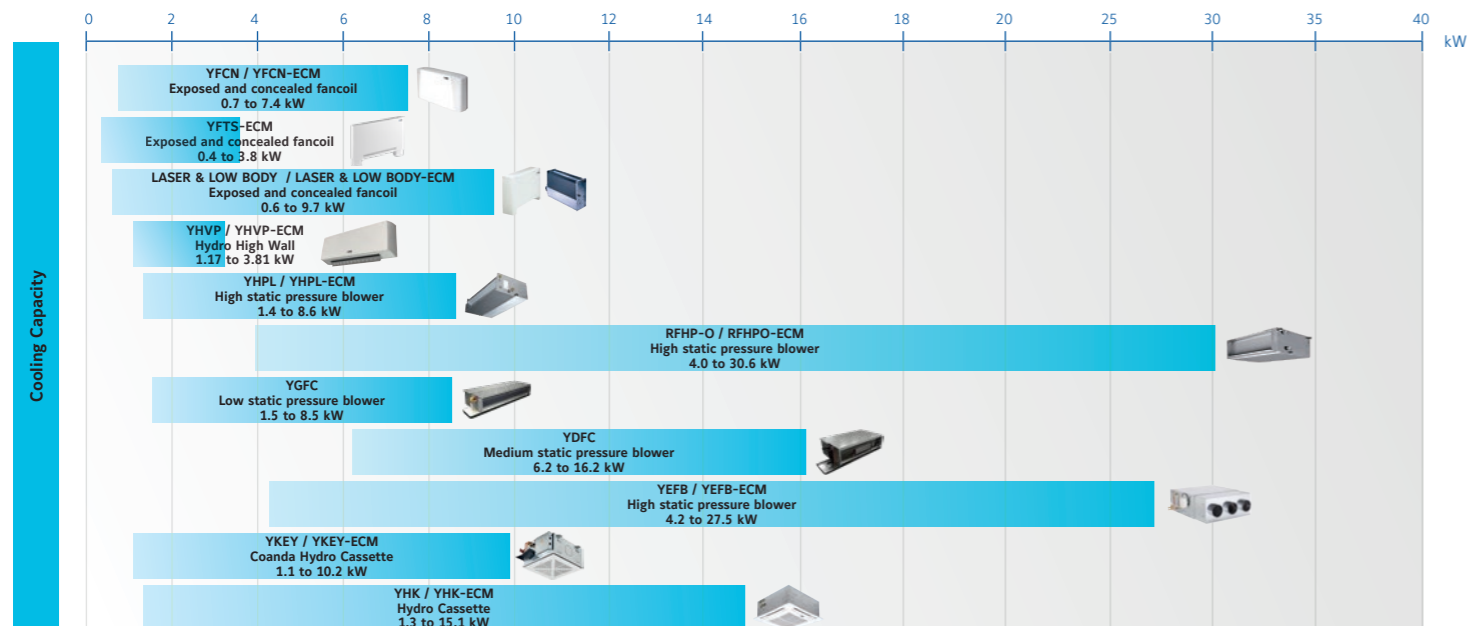 0 2 4 6 8 10 12 14 16 18 20 25 30 35 40
kW
Cooling Capacity
YFCN / YFCN-ECM
Exposed and concealed fancoil
0.7 to 7.4 kW
YFTS-ECM
Exposed and concealed fancoil
0.4 to 3.8 kW
LASER & LOW BODY / LASER & LOW BODY-ECM
Exposed and concealed fancoil
0.6 to 9.7 kW
YHVP / YHVP-ECM
Hydro High Wall
1.17 to 3.81 kW
YHPL / YHPL-ECM
High static pressure blower
1.4 to 8.6 kW
RFHP-O / RFHPO-ECM
High static pressure blower
4.0 to 30.6 kW
YGFC
Low static pressure blower
1.5 to 8.5 kW
YDFC
Medium static pressure blower
6.2 to 16.2 kW
YEFB / YEFB-ECM
High static pressure blower
4.2 to 27.5 kW
YKEY / YKEY-ECM
Coanda Hydro Cassette
1.1 to 10.2 kW
YHK / YHK-ECM
Hydro Cassette
1.3 to 15.1 kW